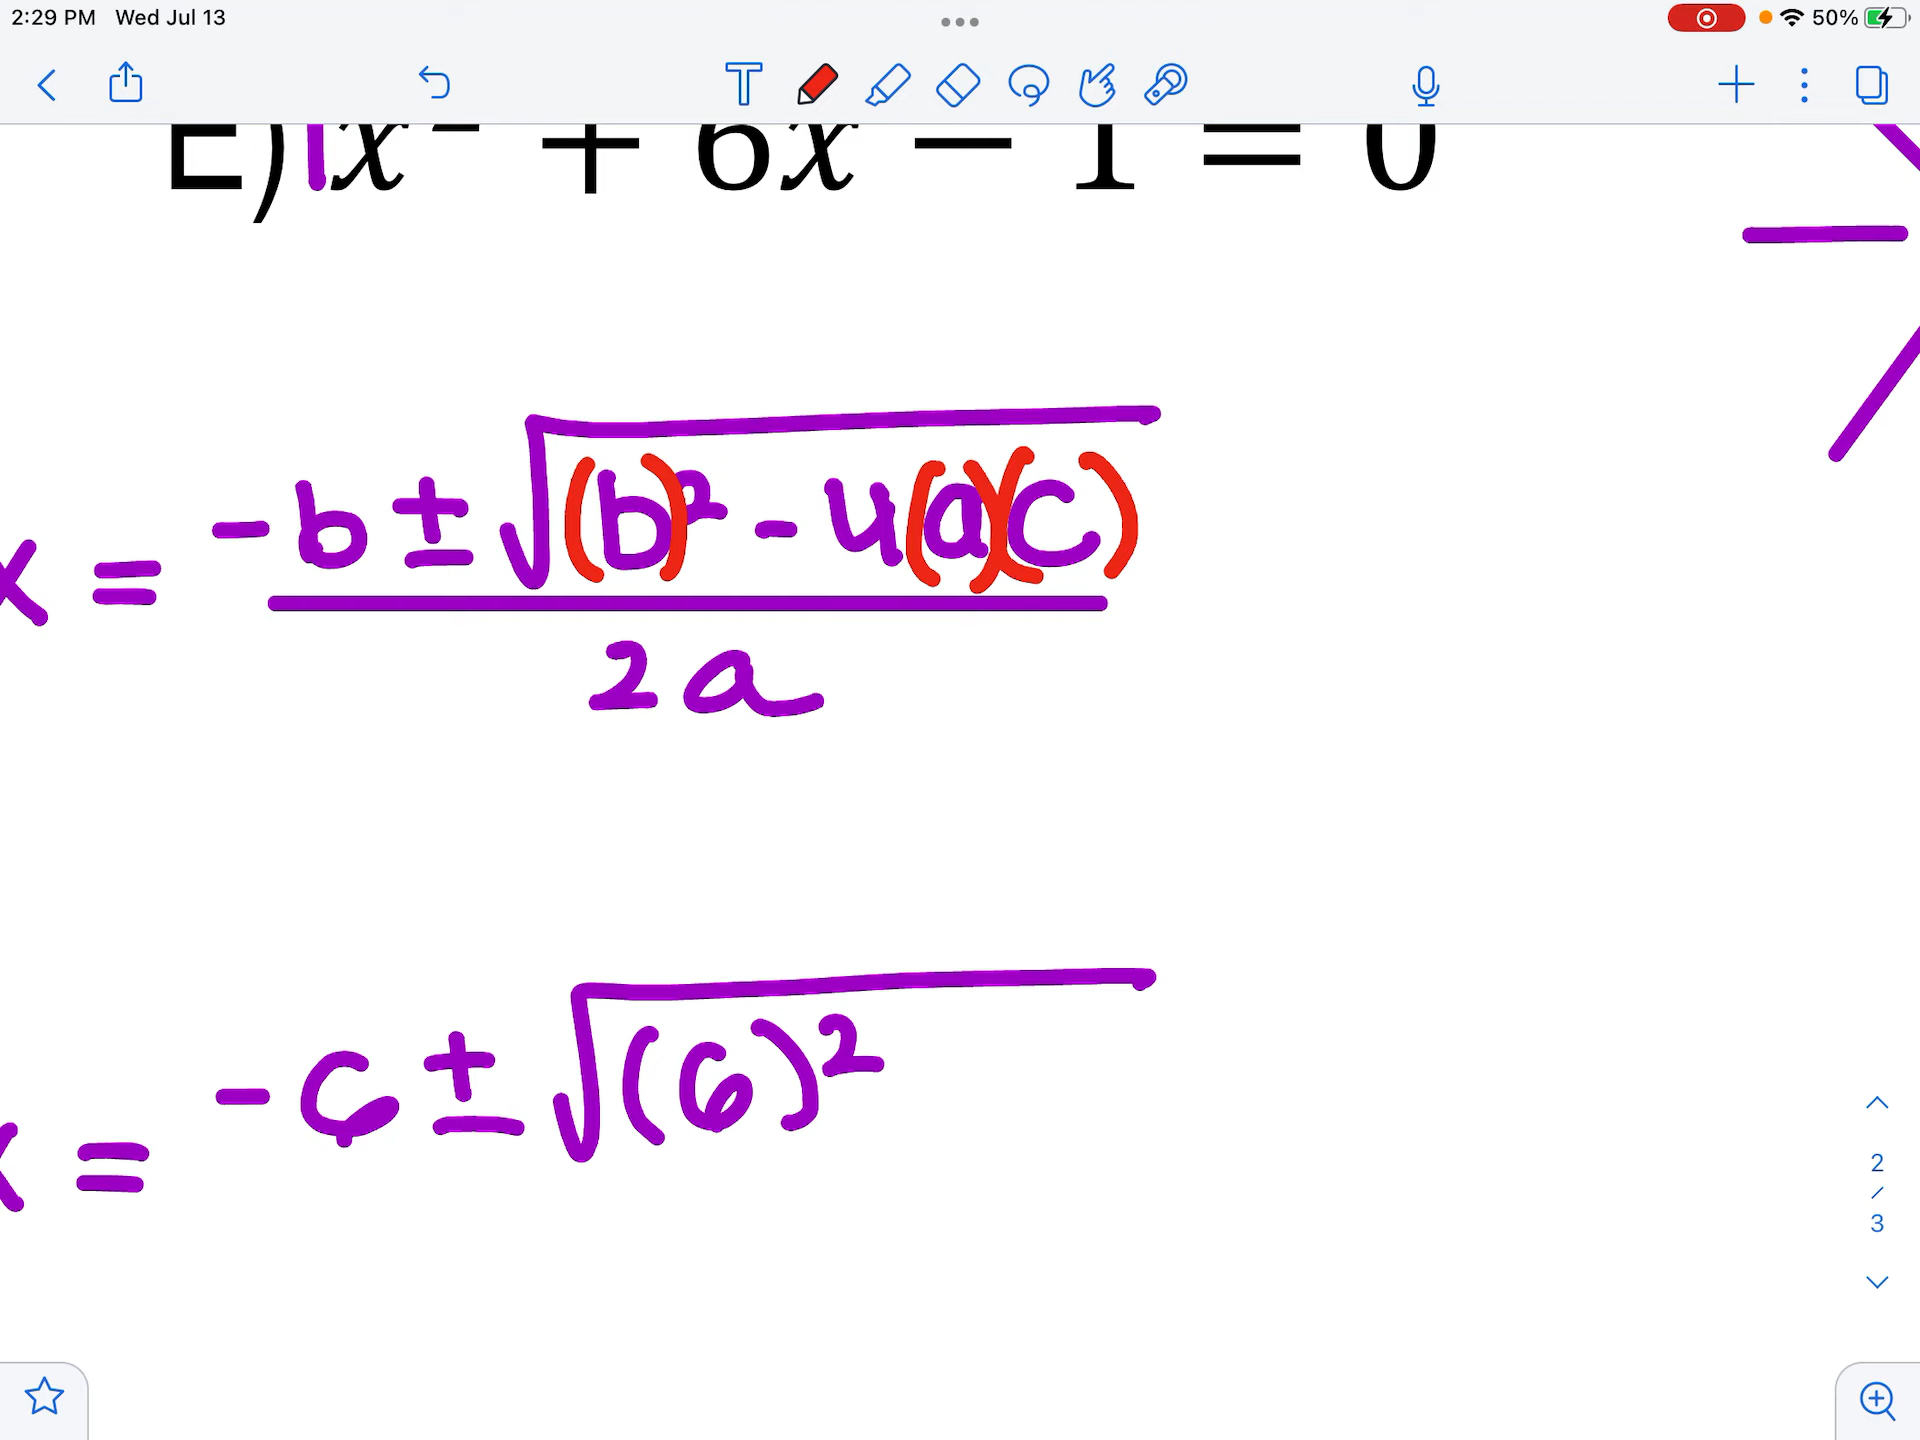 2:29 PM Wed Jul 13
50%
E) 1x² + 6x − 1 = 0
x = (-b ± √((b)² - 4(a)(c))) / 2a
x = -6 ± √((6)²
2
/
3